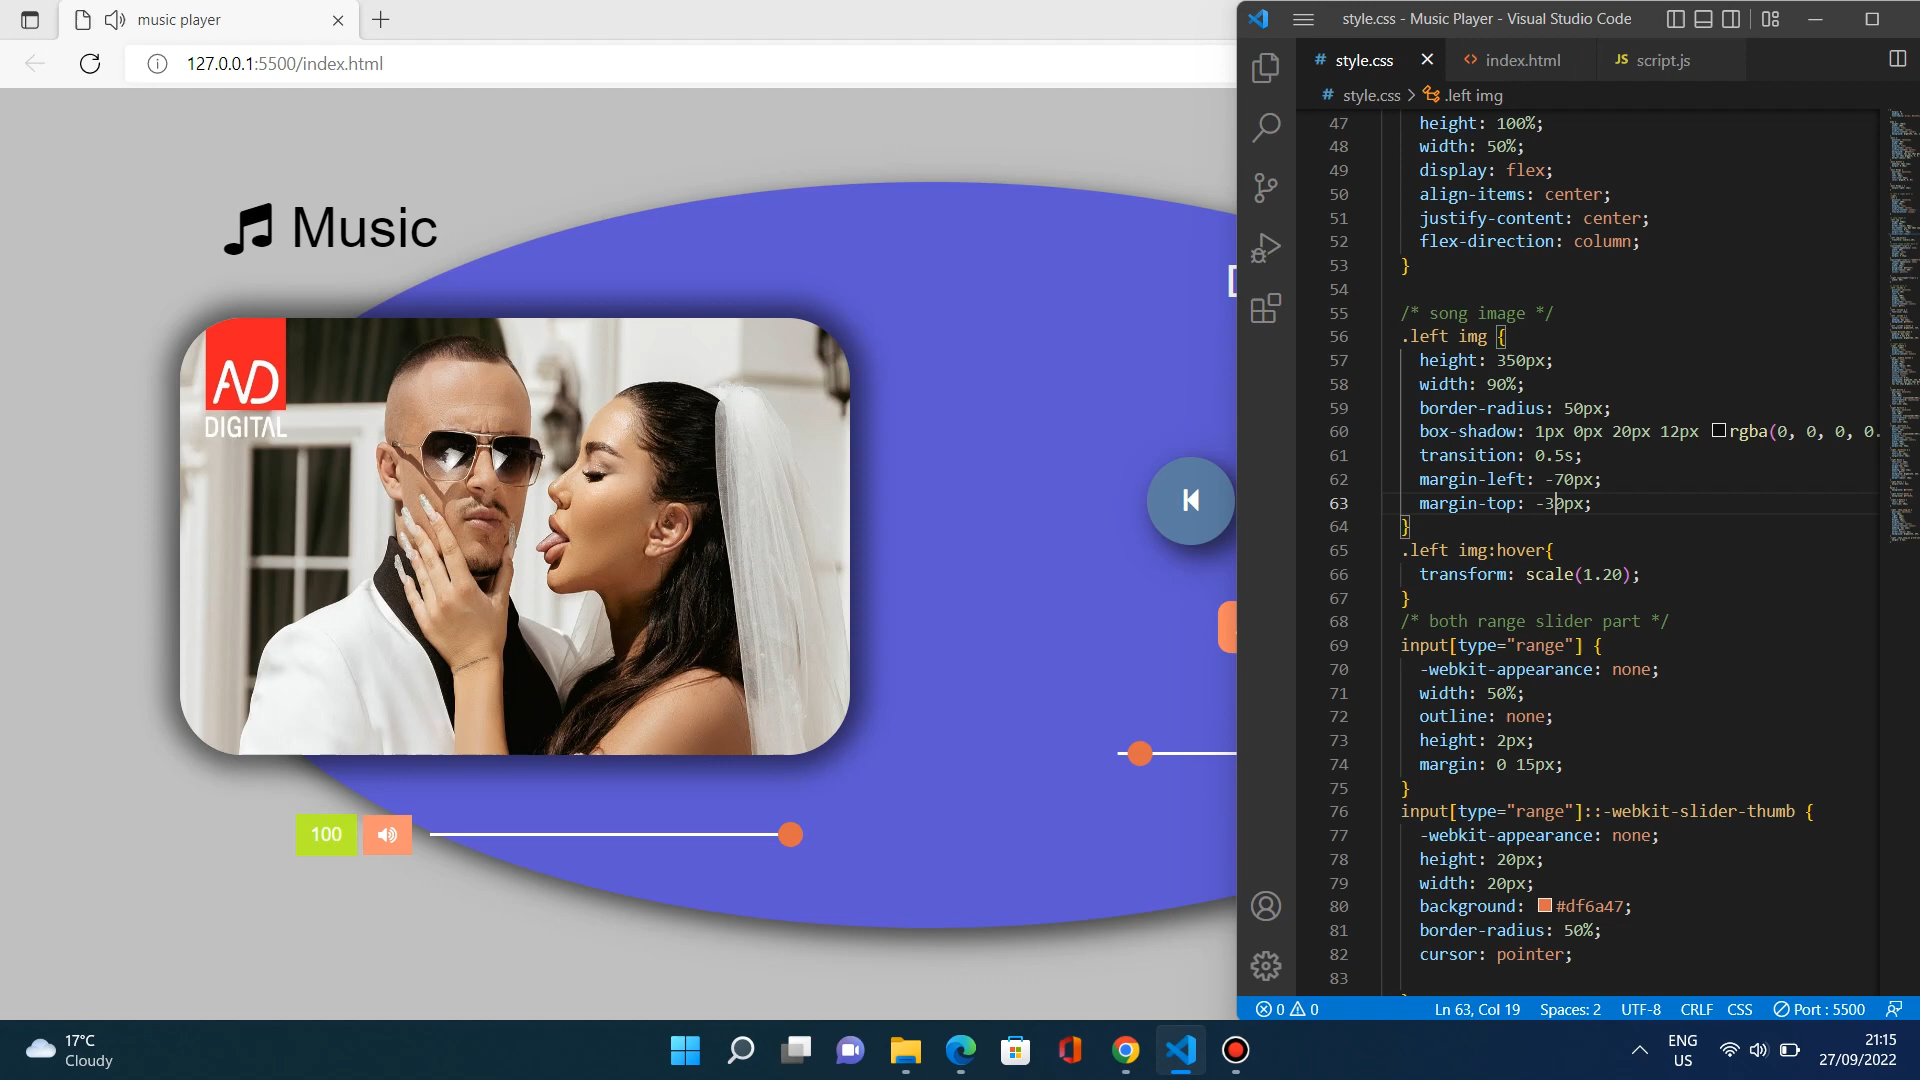 music player
127.0.0.1:5500/index.html
Music
AD
DIGITAL
100
style.css - Music Player - Visual Studio Code
# style.css
<> index.html
JS script.js
# style.css > .left img
47 height: 100%;
48 width: 50%;
49 display: flex;
50 align-items: center;
51 justify-content: center;
52 flex-direction: column;
53 }
54
55 /* song image */
56 .left img {
57 height: 350px;
58 width: 90%;
59 border-radius: 50px;
60 box-shadow: 1px 0px 20px 12px rgba(0, 0, 0, 0.
61 transition: 0.5s;
62 margin-left: -70px;
63 margin-top: -30px;
64 }
65 .left img:hover{
66 transform: scale(1.20);
67 }
68 /* both range slider part */
69 input[type="range"] {
70 -webkit-appearance: none;
71 width: 50%;
72 outline: none;
73 height: 2px;
74 margin: 0 15px;
75 }
76 input[type="range"]::-webkit-slider-thumb {
77 -webkit-appearance: none;
78 height: 20px;
79 width: 20px;
80 background: #df6a47;
81 border-radius: 50%;
82 cursor: pointer;
83
0 0 Ln 63, Col 19 Spaces: 2 UTF-8 CRLF CSS Port : 5500
17°C
Cloudy
ENG
US
21:15
27/09/2022